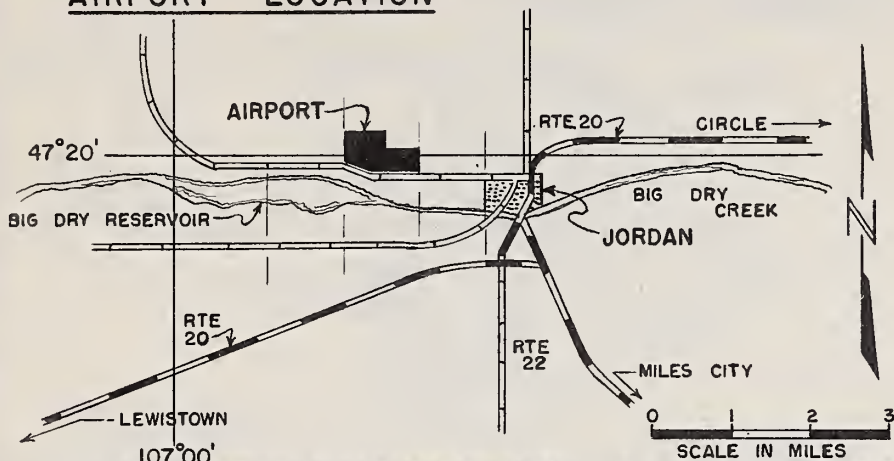 AIRPORT LOCATION
AIRPORT
RTE.20
CIRCLE
47°20'
BIG DRY RESERVOIR
BIG DRY
CREEK
N
JORDAN
RTE
20
RTE
22
MILES CITY
LEWISTOWN
107°00'
0 1 2 3
SCALE IN MILES